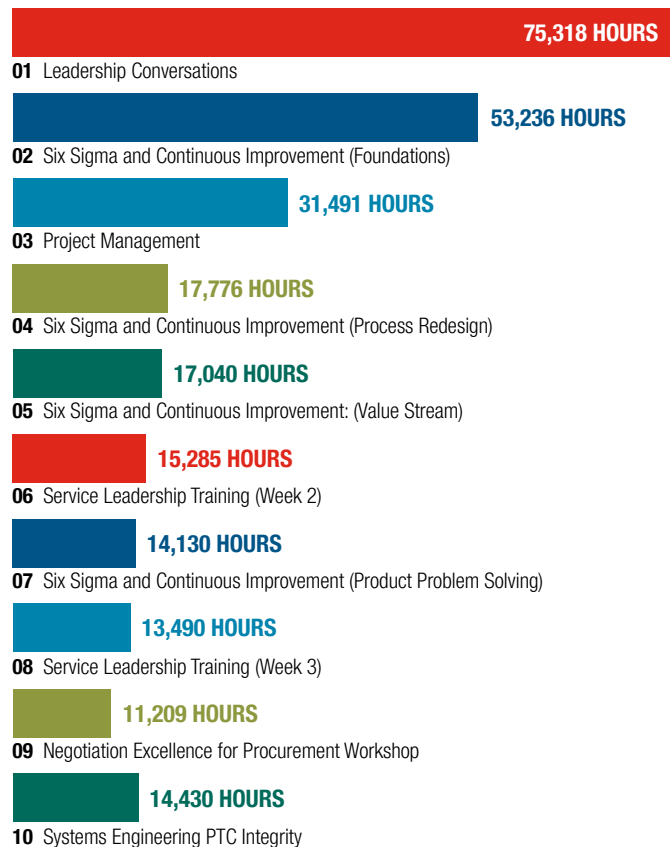 75,318 HOURS
01 Leadership Conversations
53,236 HOURS
02 Six Sigma and Continuous Improvement (Foundations)
31,491 HOURS
03 Project Management
17,776 HOURS
04 Six Sigma and Continuous Improvement (Process Redesign)
17,040 HOURS
05 Six Sigma and Continuous Improvement: (Value Stream)
15,285 HOURS
06 Service Leadership Training (Week 2)
14,130 HOURS
07 Six Sigma and Continuous Improvement (Product Problem Solving)
13,490 HOURS
08 Service Leadership Training (Week 3)
11,209 HOURS
09 Negotiation Excellence for Procurement Workshop
14,430 HOURS
10 Systems Engineering PTC Integrity